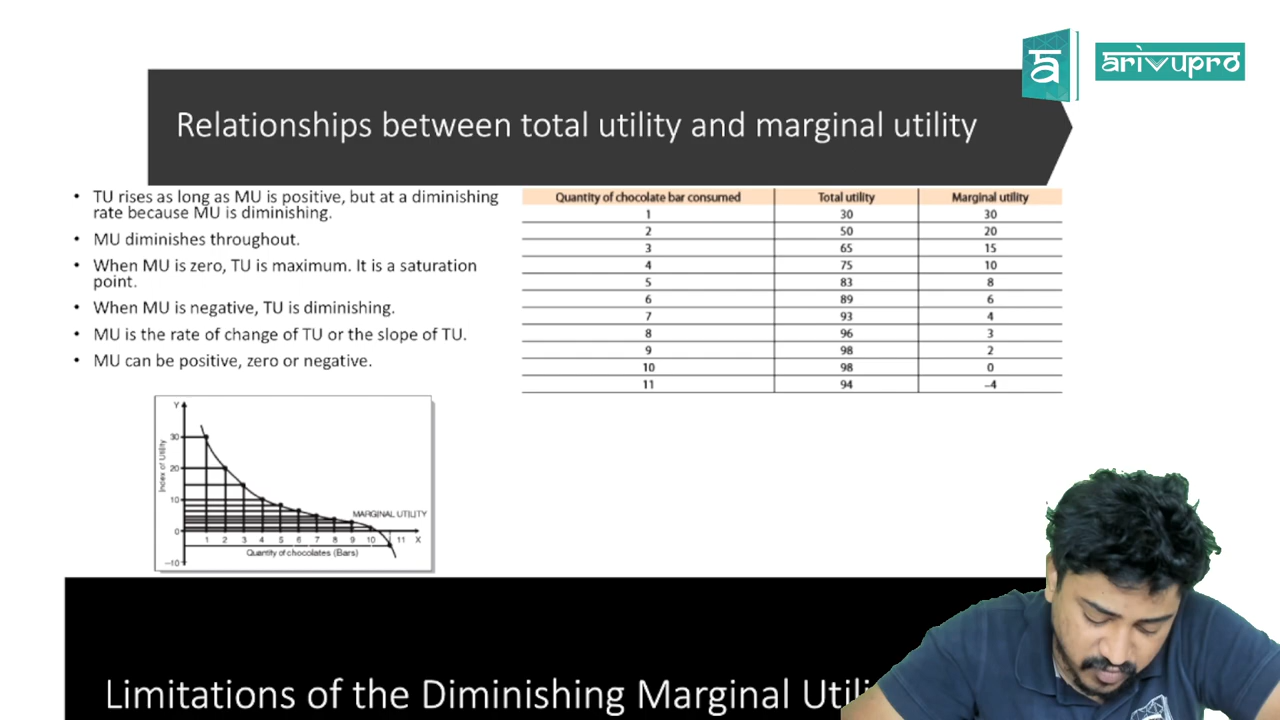 ā
arivupro
Relationships between total utility and marginal utility
• TU rises as long as MU is positive, but at a diminishing
rate because MU is diminishing.
• MU diminishes throughout.
• When MU is zero, TU is maximum. It is a saturation
point.
• When MU is negative, TU is diminishing.
• MU is the rate of change of TU or the slope of TU.
• MU can be positive, zero or negative.
Quantity of chocolate bar consumed Total utility Marginal utility
1 30 30
2 50 20
3 65 15
4 75 10
5 83 8
6 89 6
7 93 4
8 96 3
9 98 2
10 98 0
11 94 –4
Y
30
20
10
0
–10
Index of Utility
MARGINAL UTILITY
1 2 3 4 5 6 7 8 9 10 11 X
Quantity of chocolates (Bars)
Limitations of the Diminishing Marginal